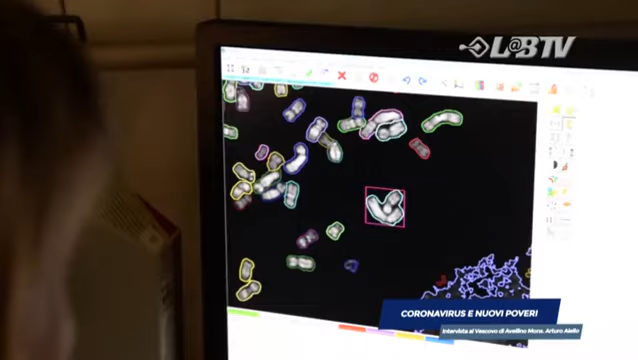 L@BTV
CORONAVIRUS E NUOVI POVERI
Intervista al Vescovo di Avellino Mons. Arturo Aiello